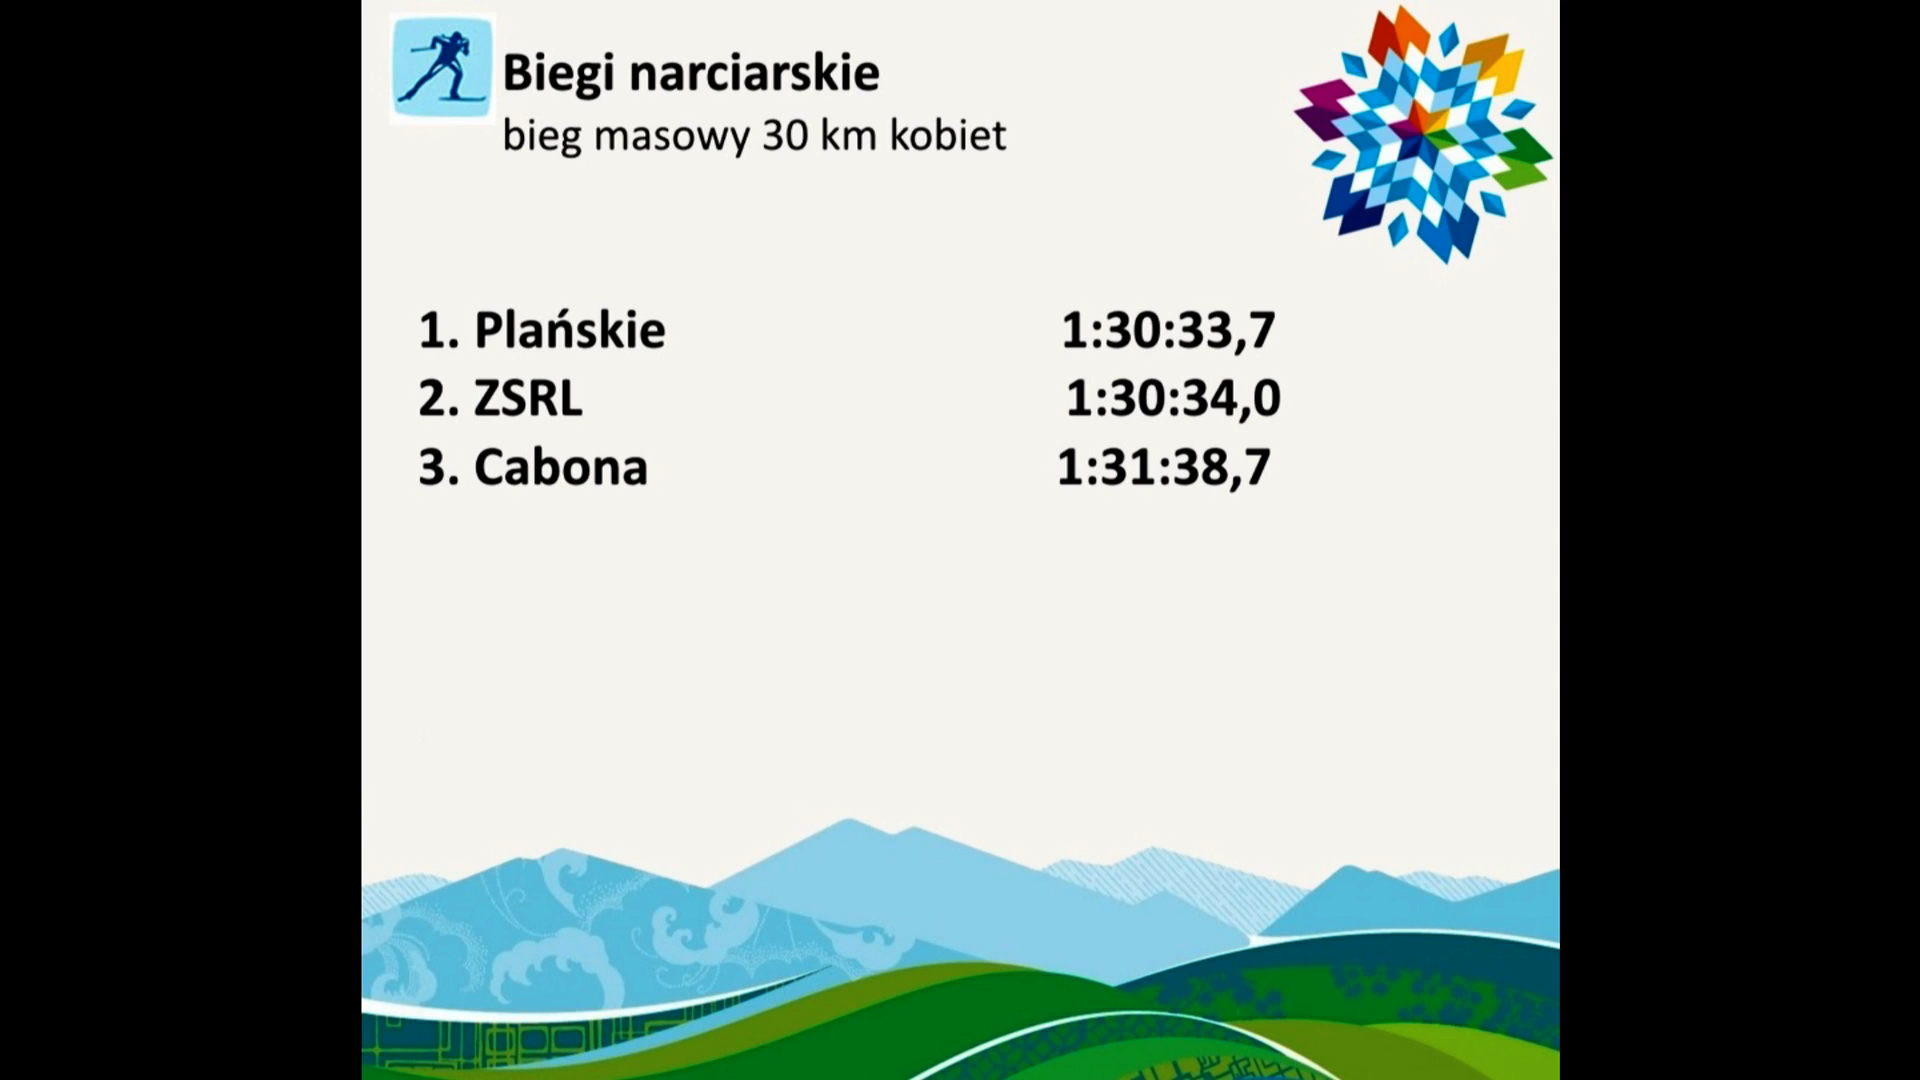 Biegi narciarskie
bieg masowy 30 km kobiet
1. Plańskie 1:30:33,7
2. ZSRL 1:30:34,0
3. Cabona 1:31:38,7